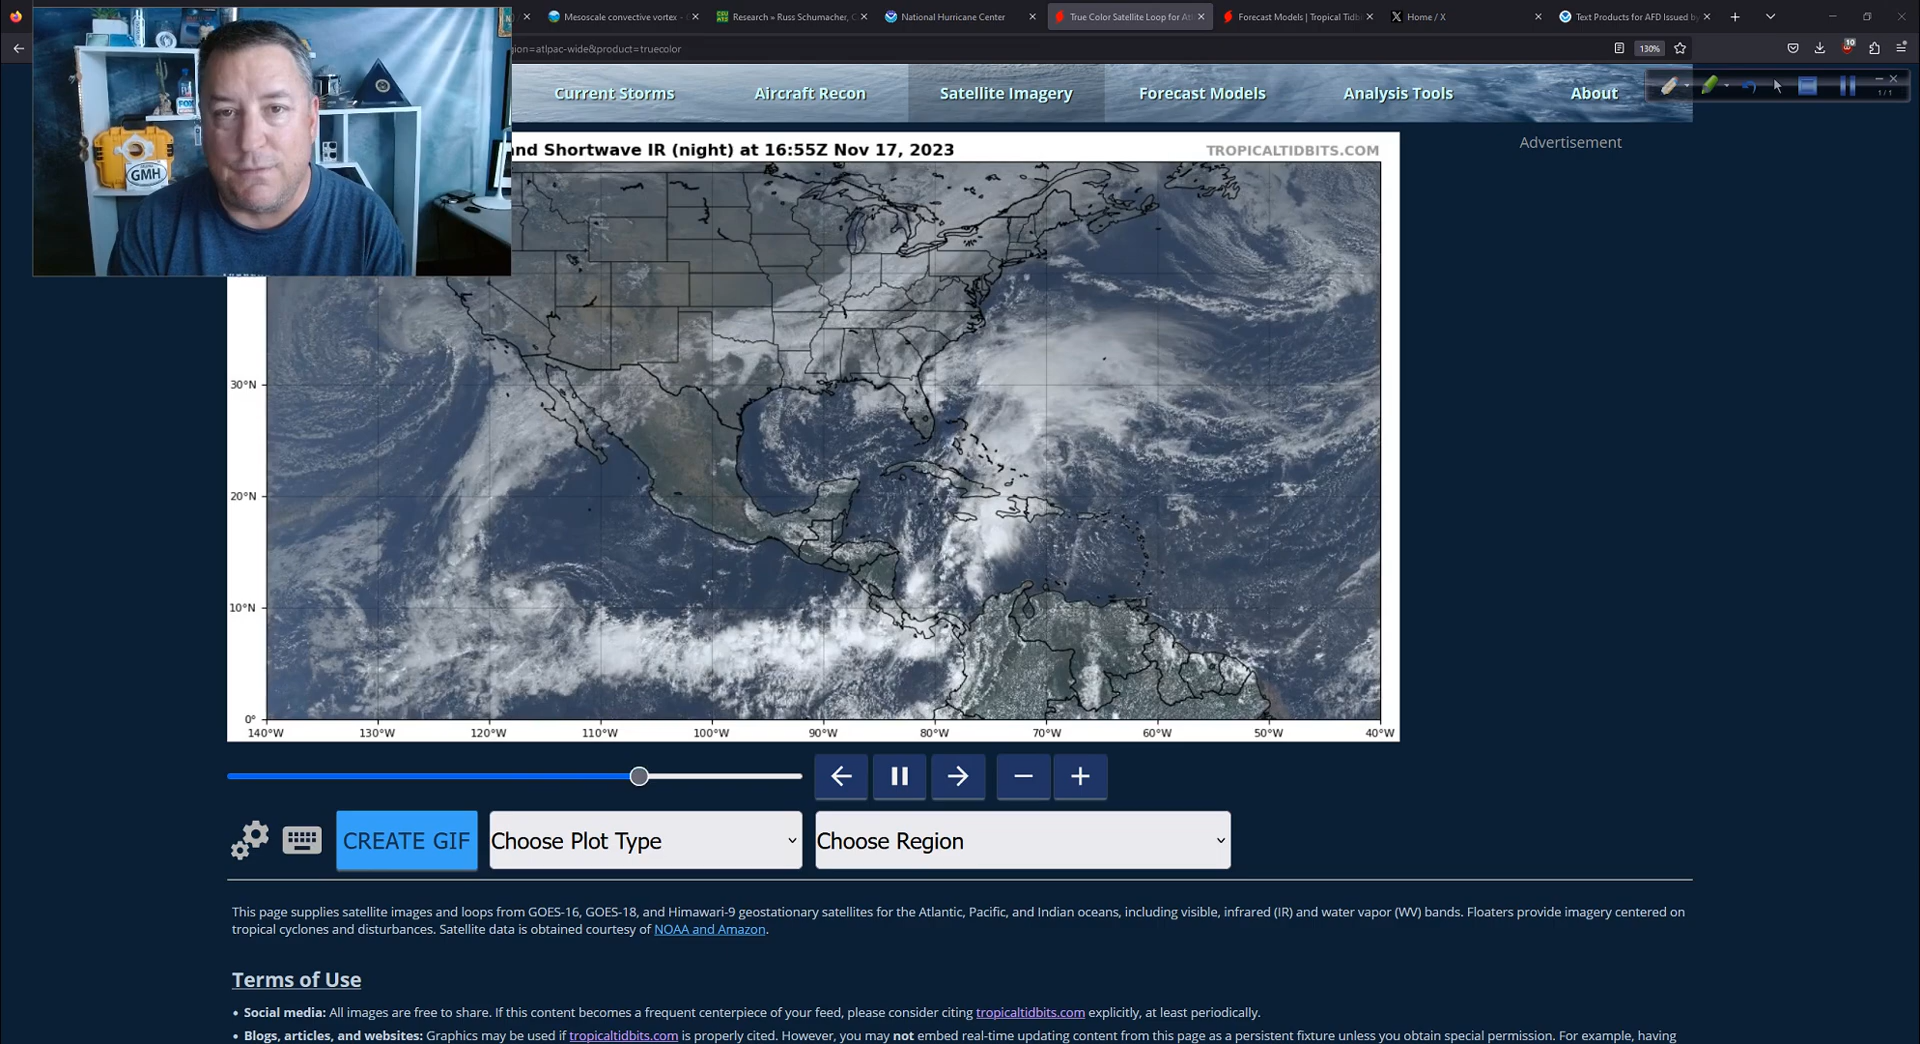 Mesoscale convective vortex -
Research » Russ Schumacher, C
National Hurricane Center
True Color Satellite Loop for Atl
Forecast Models | Tropical Tidb
Home / X
Text Products for AFD Issued by
gion=atlpac-wide&product=truecolor
130%
10
GMH
FOX
Current Storms
Aircraft Recon
Satellite Imagery
Forecast Models
Analysis Tools
About
1 / 1
Advertisement
nd Shortwave IR (night) at 16:55Z Nov 17, 2023
TROPICALTIDBITS.COM
30°N
20°N
10°N
0°
140°W 130°W 120°W 110°W 100°W 90°W 80°W 70°W 60°W 50°W 40°W
CREATE GIF
Choose Plot Type
Choose Region
This page supplies satellite images and loops from GOES-16, GOES-18, and Himawari-9 geostationary satellites for the Atlantic, Pacific, and Indian oceans, including visible, infrared (IR) and water vapor (WV) bands. Floaters provide imagery centered on
tropical cyclones and disturbances. Satellite data is obtained courtesy of NOAA and Amazon.
Terms of Use
• Social media: All images are free to share. If this content becomes a frequent centerpiece of your feed, please consider citing tropicaltidbits.com explicitly, at least periodically.
• Blogs, articles, and websites: Graphics may be used if tropicaltidbits.com is properly cited. However, you may not embed real-time updating content from this page as a persistent fixture unless you obtain special permission. For example, having